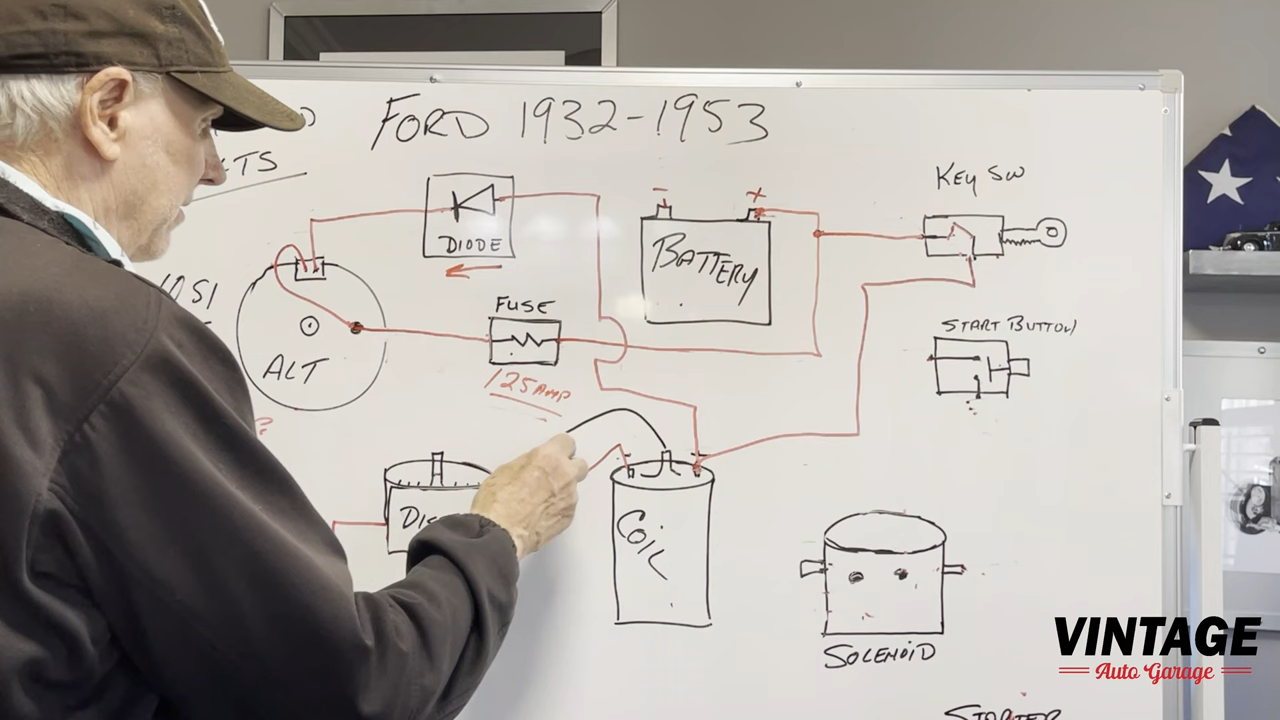 FORD 1932-1953
KEY SW
DIODE
BATTERY
- +
FUSE
START BUTTON
ALT
125 AMP
COIL
SOLENOID
VINTAGE
Auto Garage